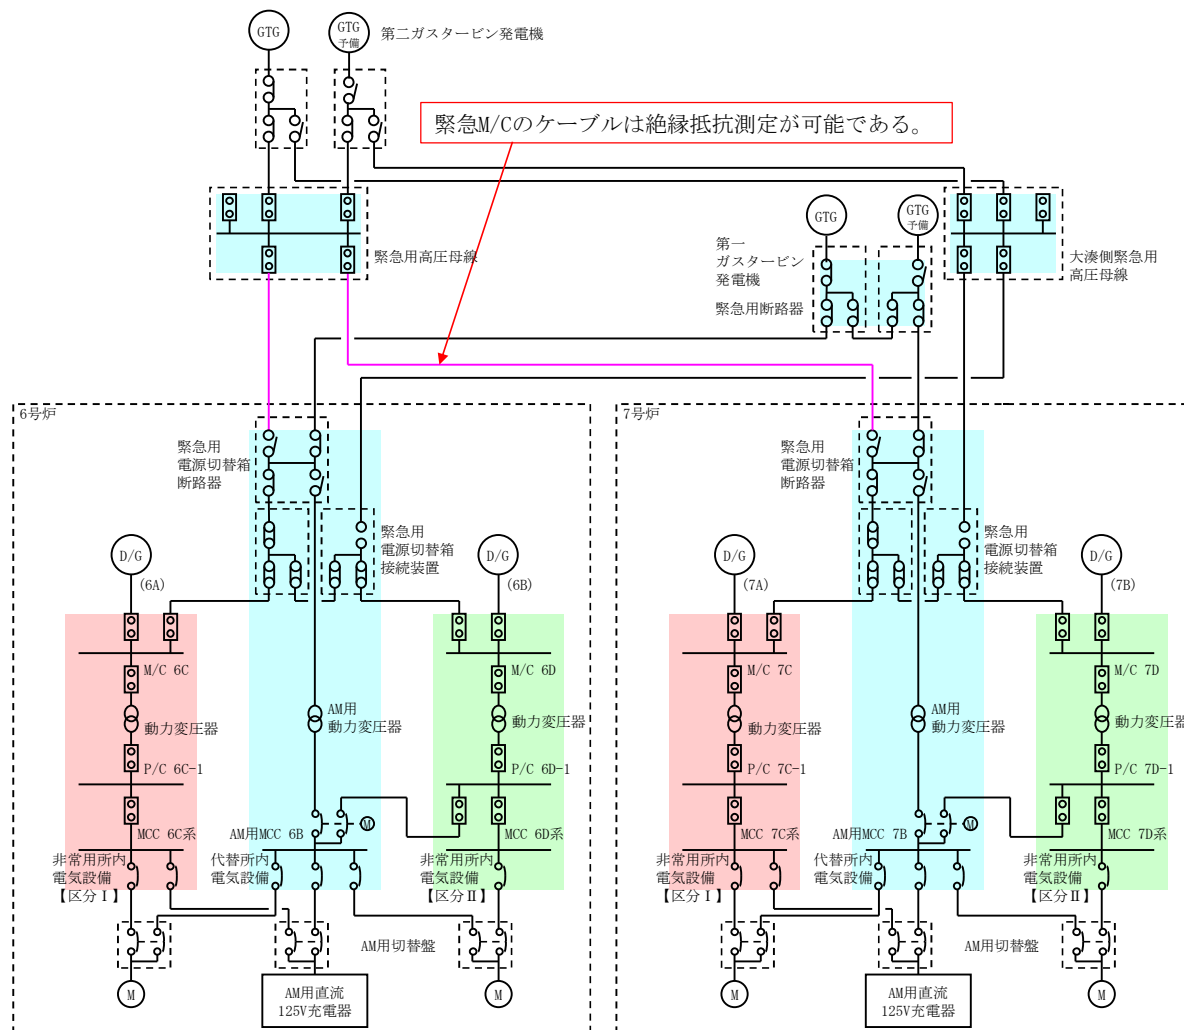 GTG
GTG
予備
第二ガスタービン発電機
緊急M/Cのケーブルは絶縁抵抗測定が可能である。
緊急用高圧母線
GTG
GTG
予備
第一
ガスタービン
発電機
緊急用断路器
大湊側緊急用
高圧母線
6号炉
緊急用
電源切替箱
断路器
緊急用
電源切替箱
接続装置
D/G
(6A)
D/G
(6B)
M/C 6C
M/C 6D
動力変圧器
AM用
動力変圧器
動力変圧器
P/C 6C-1
P/C 6D-1
MCC 6C系
AM用MCC 6B
M
MCC 6D系
非常用所内
電気設備
【区分Ⅰ】
代替所内
電気設備
非常用所内
電気設備
【区分Ⅱ】
AM用切替盤
M
AM用直流
125V充電器
M
7号炉
緊急用
電源切替箱
断路器
緊急用
電源切替箱
接続装置
D/G
(7A)
D/G
(7B)
M/C 7C
M/C 7D
動力変圧器
AM用
動力変圧器
動力変圧器
P/C 7C-1
P/C 7D-1
MCC 7C系
AM用MCC 7B
M
MCC 7D系
非常用所内
電気設備
【区分Ⅰ】
代替所内
電気設備
非常用所内
電気設備
【区分Ⅱ】
AM用切替盤
M
AM用直流
125V充電器
M